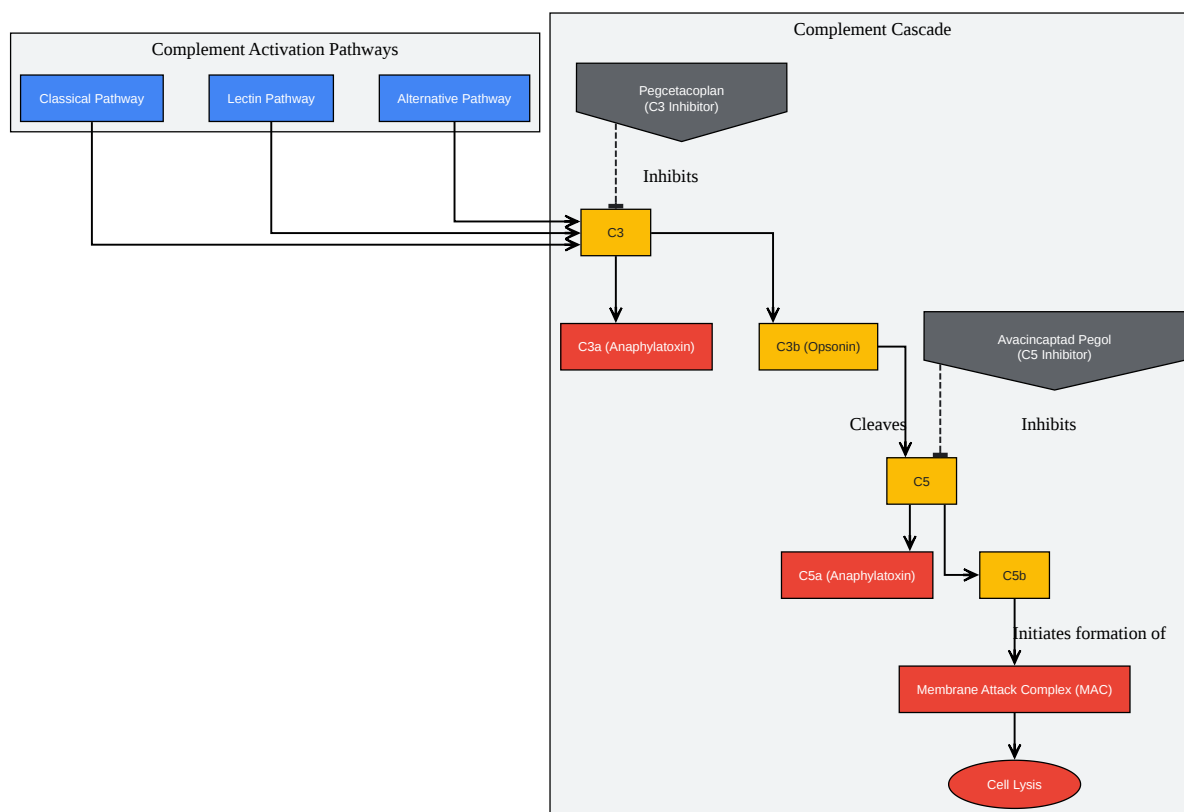 Complement Cascade
Complement Activation Pathways
Classical Pathway
Lectin Pathway
Alternative Pathway
Pegcetacoplan
(C3 Inhibitor)
Inhibits
C3
C3a (Anaphylatoxin)
C3b (Opsonin)
Avacincaptad Pegol
(C5 Inhibitor)
Cleaves
Inhibits
C5
C5a (Anaphylatoxin)
C5b
Initiates formation of
Membrane Attack Complex (MAC)
Cell Lysis